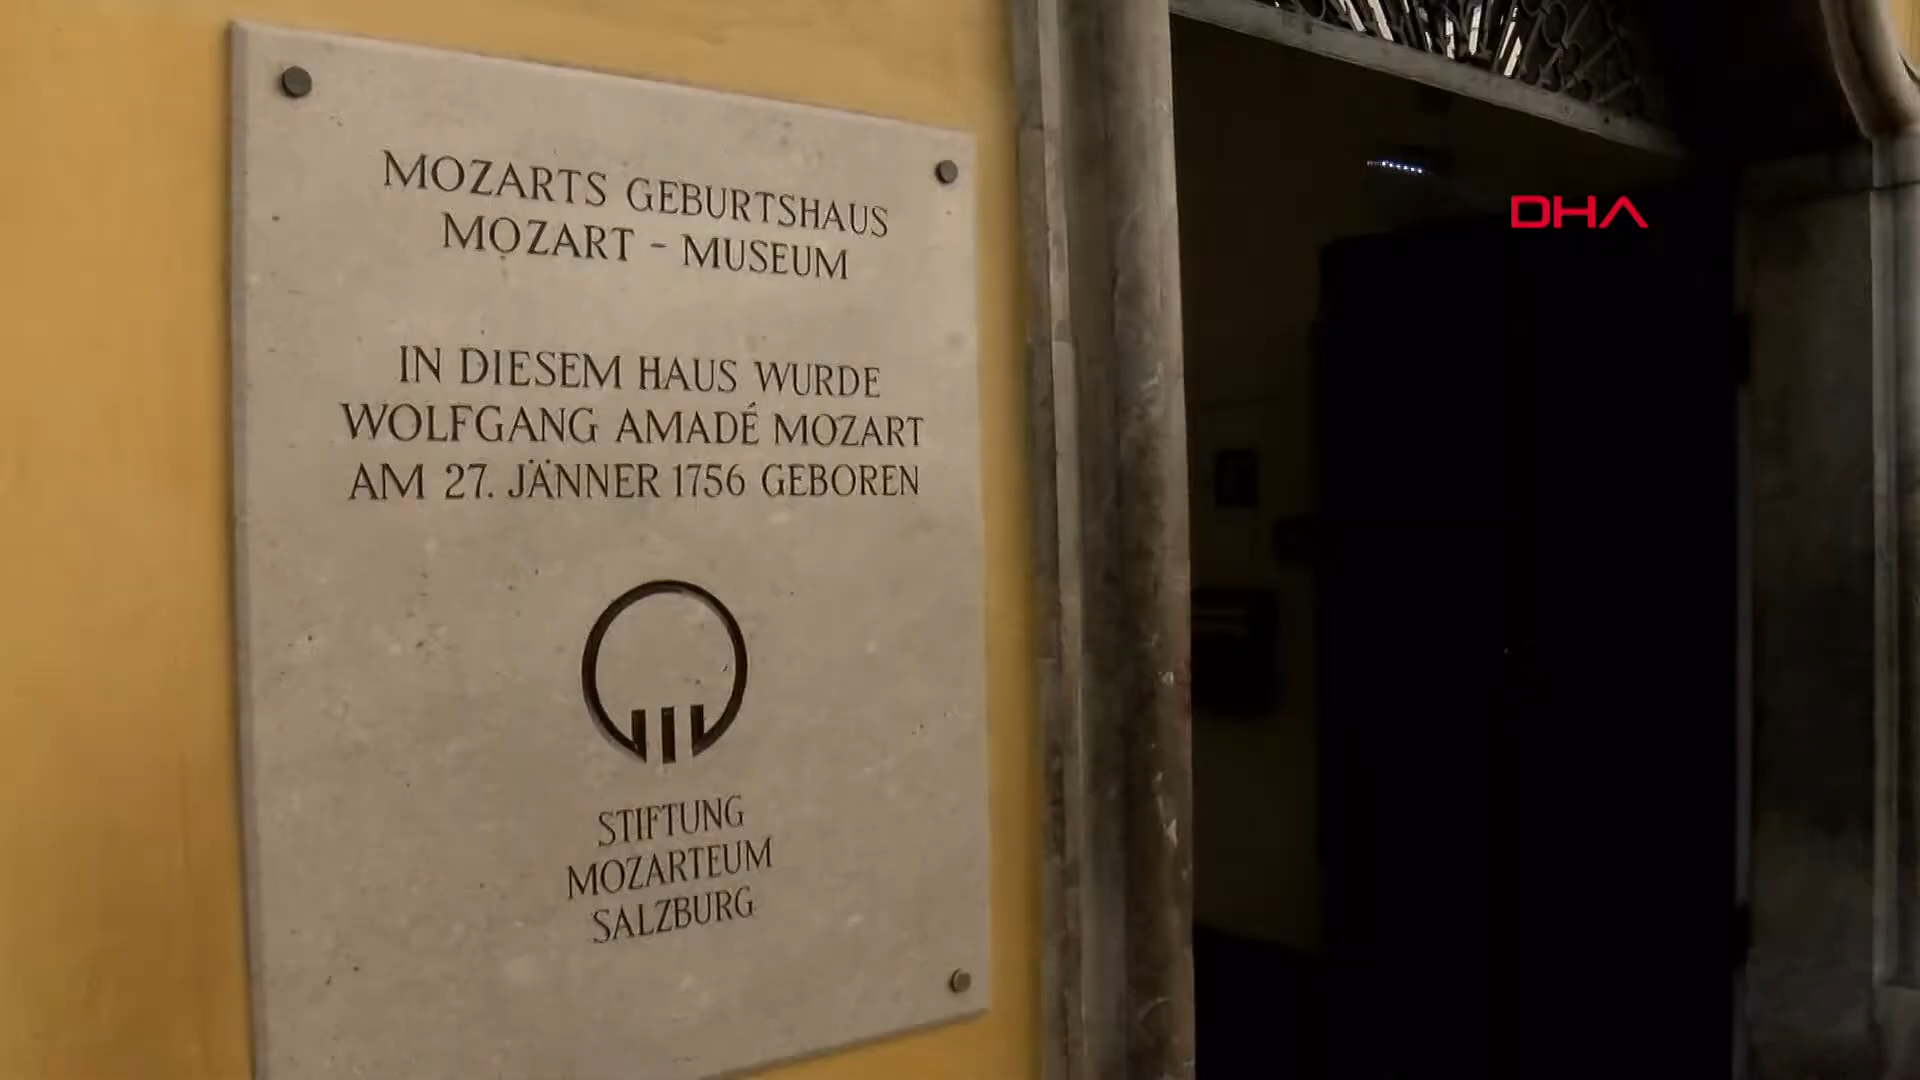 MOZARTS GEBURTSHAUS
MOZART - MUSEUM
IN DIESEM HAUS WURDE
WOLFGANG AMADÉ MOZART
AM 27. JÄNNER 1756 GEBOREN
STIFTUNG
MOZARTEUM
SALZBURG
DHA